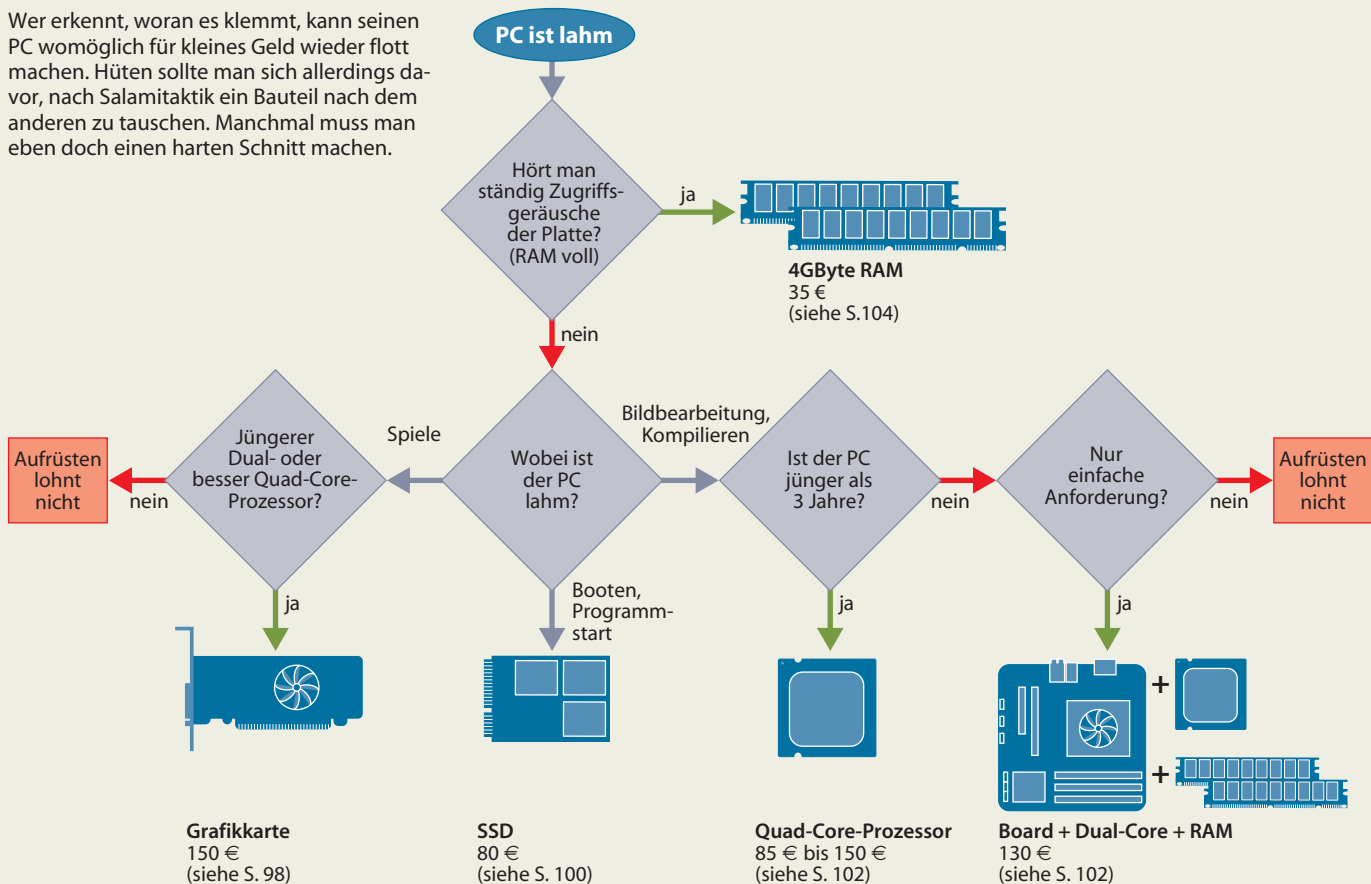 Wer erkennt, woran es klemmt, kann seinen
PC womöglich für kleines Geld wieder flott
machen. Hüten sollte man sich allerdings da-
vor, nach Salamitaktik ein Bauteil nach dem
anderen zu tauschen. Manchmal muss man
eben doch einen harten Schnitt machen.
PC ist lahm
Hört man
ständig Zugriffs-
geräusche
der Platte?
(RAM voll)
ja
4GByte RAM
35 €
(siehe S.104)
nein
Aufrüsten
lohnt
nicht
nein
Jüngerer
Dual- oder
besser Quad-Core-
Prozessor?
Spiele
Wobei ist
der PC
lahm?
Bildbearbeitung,
Kompilieren
Ist der PC
jünger als
3 Jahre?
nein
Nur
einfache
Anforderung?
nein
Aufrüsten
lohnt
nicht
ja
Booten,
Programm-
start
ja
ja
+
+
Grafikkarte
150 €
(siehe S. 98)
SSD
80 €
(siehe S. 100)
Quad-Core-Prozessor
85 € bis 150 €
(siehe S. 102)
Board + Dual-Core + RAM
130 €
(siehe S. 102)